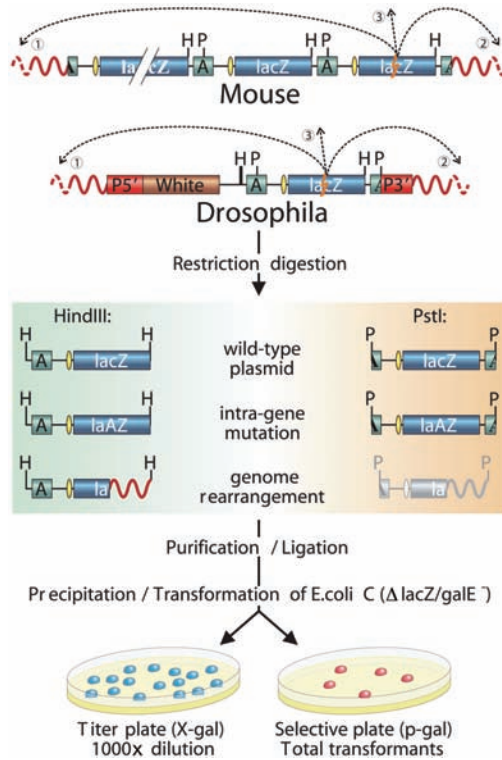 ③
① H P H P H ②
lacZ A lacZ A lacZ
Mouse
③
① H P H P ②
P5' White A lacZ P3'
Drosophila
Restriction digestion
HindIII: PstI:
H H P P
A lacZ wild-type plasmid lacZ
A laAZ intra-gene mutation laAZ
H H P P
A la genome rearrangement la
Purification / Ligation
Precipitation / Transformation of E.coli C (Δ lacZ/galE⁻)
Titer plate (X-gal)
1000x dilution
Selective plate (p-gal)
Total transformants